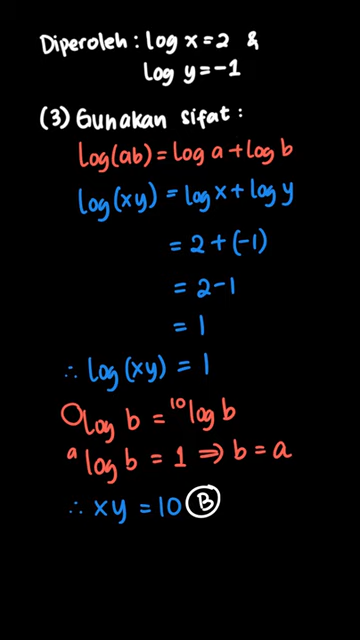 Diperoleh : log x = 2 &
log y = -1
(3) Gunakan sifat :
log(ab) = log a + log b
log(xy) = log x + log y
= 2 + (-1)
= 2 - 1
= 1
∴ log(xy) = 1
○ log b = ¹⁰log b
ᵃlog b = 1 ⇒ b = a
∴ xy = 10 Ⓑ